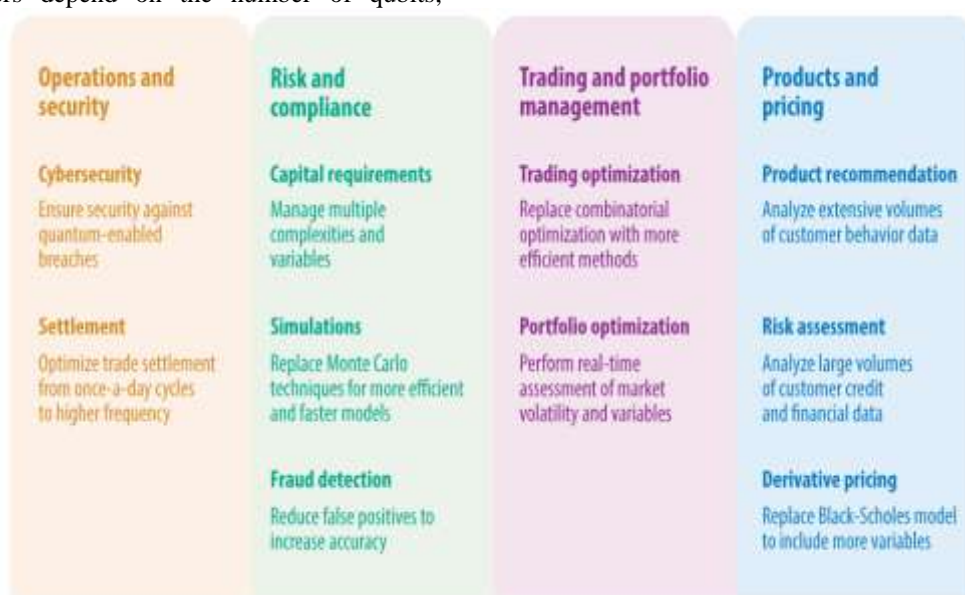 ers depend on the number of qubits,
Operations and
security
Cybersecurity
Ensure security against
quantum-enabled
breaches
Settlement
Optimize trade settlement
from once-a-day cycles
to higher frequency
Risk and
compliance
Capital requirements
Manage multiple
complexities and
variables
Simulations
Replace Monte Carlo
techniques for more efficient
and faster models
Fraud detection
Reduce false positives to
increase accuracy
Trading and portfolio
management
Trading optimization
Replace combinatorial
optimization with more
efficient methods
Portfolio optimization
Perform real-time
assessment of market
volatility and variables
Products and
pricing
Product recommendation
Analyze extensive volumes
of customer behavior data
Risk assessment
Analyze large volumes
of customer credit
and financial data
Derivative pricing
Replace Black-Scholes model
to include more variables